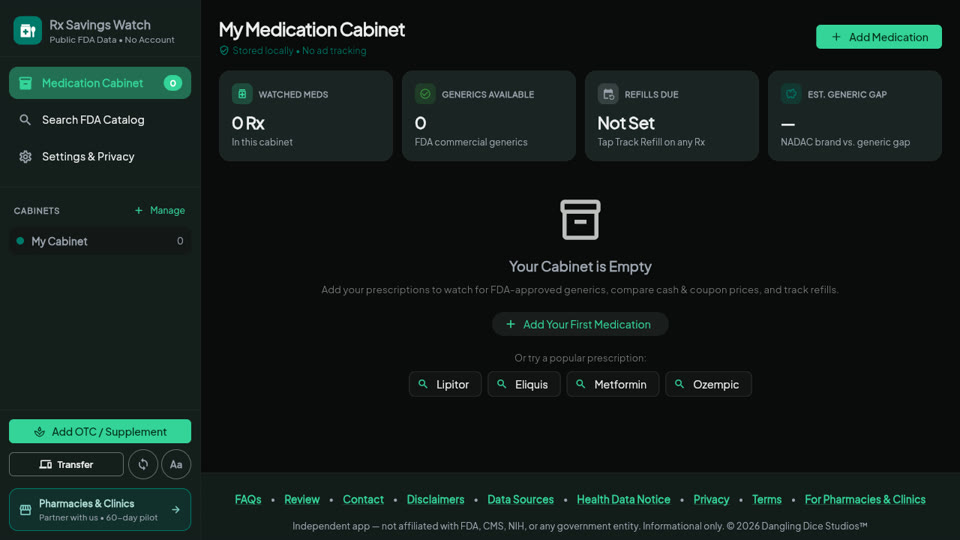 Rx Savings Watch
Public FDA Data • No Account
Medication Cabinet 0
Search FDA Catalog
Settings & Privacy
CABINETS + Manage
My Cabinet 0
Add OTC / Supplement
Transfer Aa
Pharmacies & Clinics
Partner with us • 60-day pilot
My Medication Cabinet
Stored locally • No ad tracking
+ Add Medication
WATCHED MEDS
0 Rx
In this cabinet
GENERICS AVAILABLE
0
FDA commercial generics
REFILLS DUE
Not Set
Tap Track Refill on any Rx
EST. GENERIC GAP
—
NADAC brand vs. generic gap
Your Cabinet is Empty
Add your prescriptions to watch for FDA-approved generics, compare cash & coupon prices, and track refills.
+ Add Your First Medication
Or try a popular prescription:
Lipitor Eliquis Metformin Ozempic
FAQs • Review • Contact • Disclaimers • Data Sources • Health Data Notice • Privacy • Terms • For Pharmacies & Clinics
Independent app — not affiliated with FDA, CMS, NIH, or any government entity. Informational only. © 2026 Dangling Dice Studios™